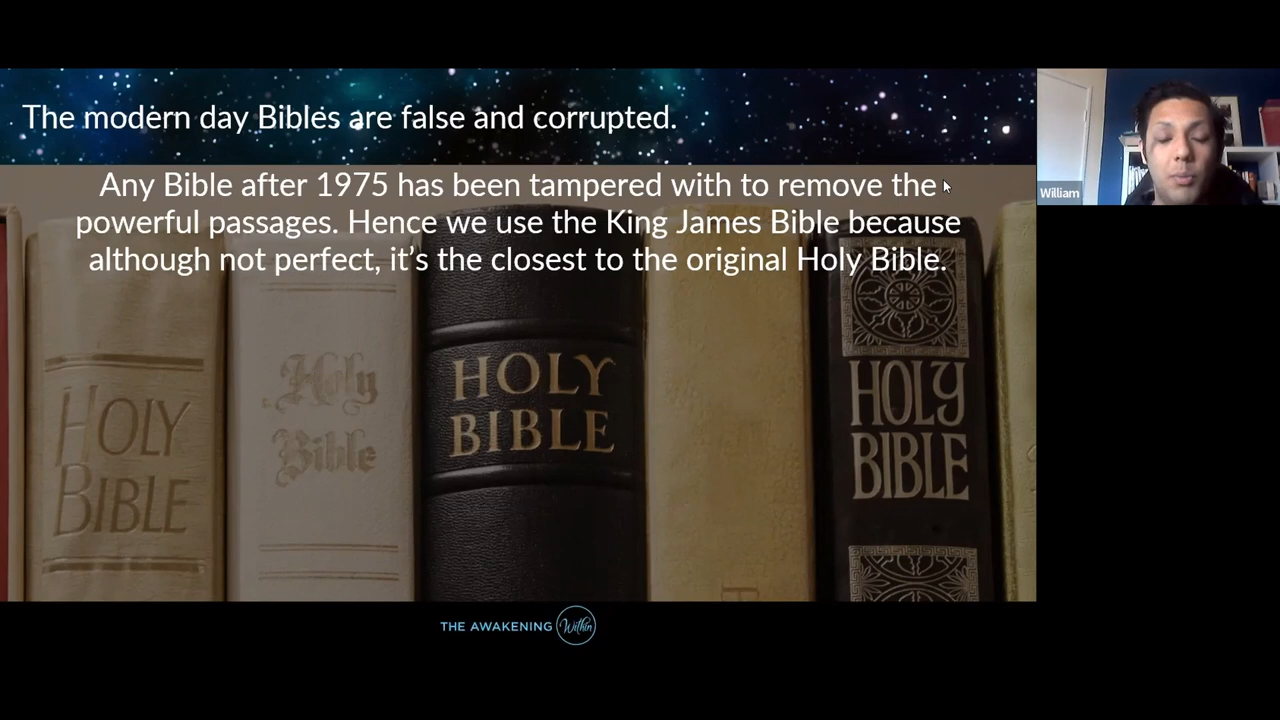 The modern day Bibles are false and corrupted.
Any Bible after 1975 has been tampered with to remove the
powerful passages. Hence we use the King James Bible because
although not perfect, it's the closest to the original Holy Bible.
William
HOLY
BIBLE
Holy
Bible
HOLY
BIBLE
HOLY
BIBLE
THE AWAKENING Within